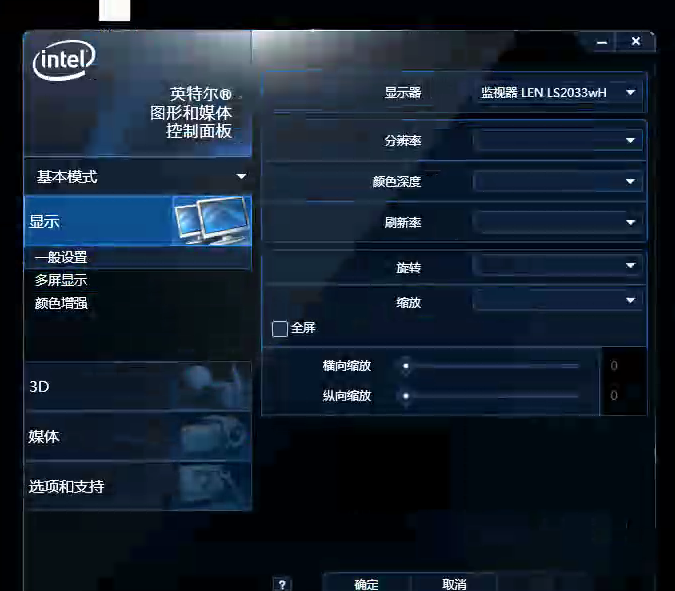 intel
英特尔®
图形和媒体
控制面板
基本模式
显示
一般设置
多屏显示
颜色增强
3D
媒体
选项和支持
显示器
监视器 LEN LS2033wH
分辨率
颜色深度
刷新率
旋转
缩放
全屏
横向缩放
0
纵向缩放
0
?
确定
取消